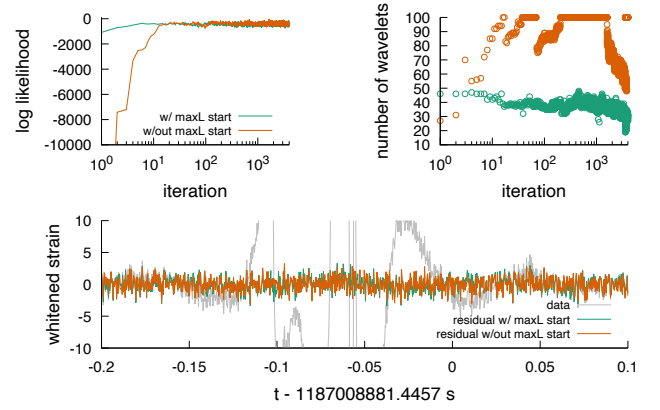 log likelihood
0
-2000
-4000
-6000
-8000
-10000
w/ maxL start
w/out maxL start
10^0 10^1 10^2 10^3
iteration
number of wavelets
100
90
80
70
60
50
40
30
20
10
10^0 10^1 10^2 10^3
iteration
whitened strain
10
5
0
-5
-10
data
residual w/ maxL start
residual w/out maxL start
-0.2 -0.15 -0.1 -0.05 0 0.05 0.1
t - 1187008881.4457 s